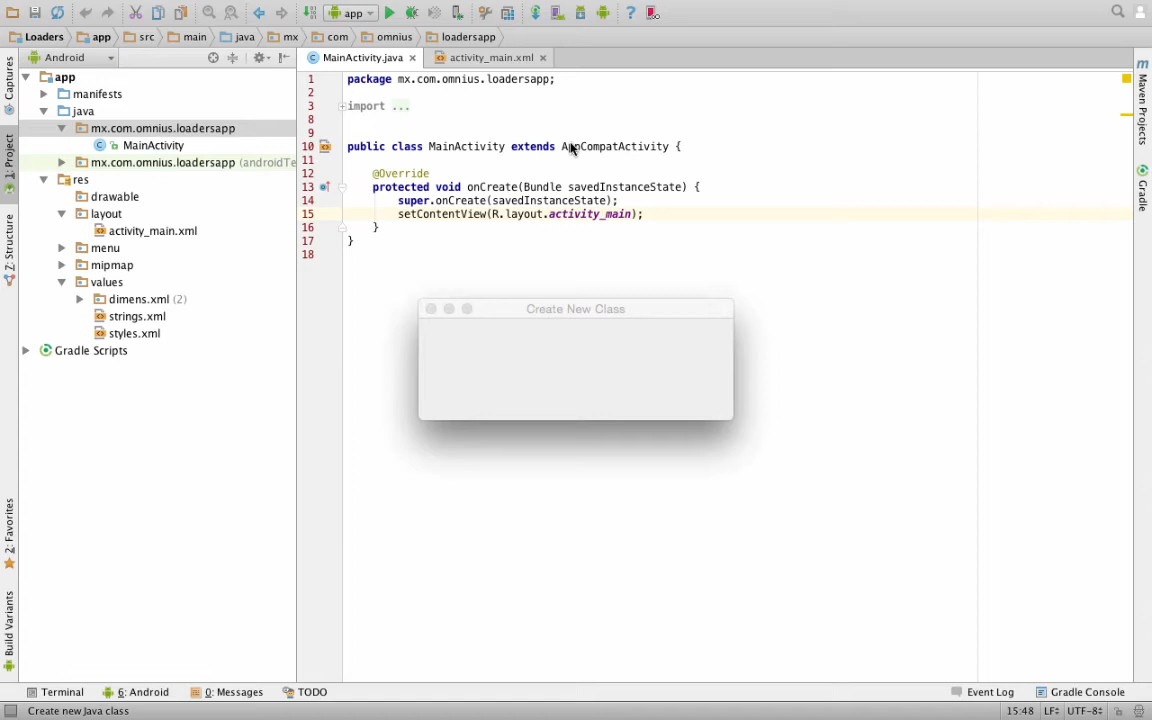 app
Loaders
app
src
main
java
mx
com
omnius
loadersapp
Android
MainActivity.java
activity_main.xml
Captures
1: Project
7: Structure
2: Favorites
Build Variants
app
manifests
java
mx.com.omnius.loadersapp
MainActivity
mx.com.omnius.loadersapp (androidTe
res
drawable
layout
activity_main.xml
menu
mipmap
values
dimens.xml (2)
strings.xml
styles.xml
Gradle Scripts
1 package mx.com.omnius.loadersapp;
2
3 import ...
8
9
10 public class MainActivity extends AppCompatActivity {
11
12 @Override
13 protected void onCreate(Bundle savedInstanceState) {
14 super.onCreate(savedInstanceState);
15 setContentView(R.layout.activity_main);
16 }
17 }
18
Create New Class
Maven Projects
Gradle
Terminal
6: Android
0: Messages
TODO
Event Log
Gradle Console
Create new Java class
15:48
LF
UTF-8